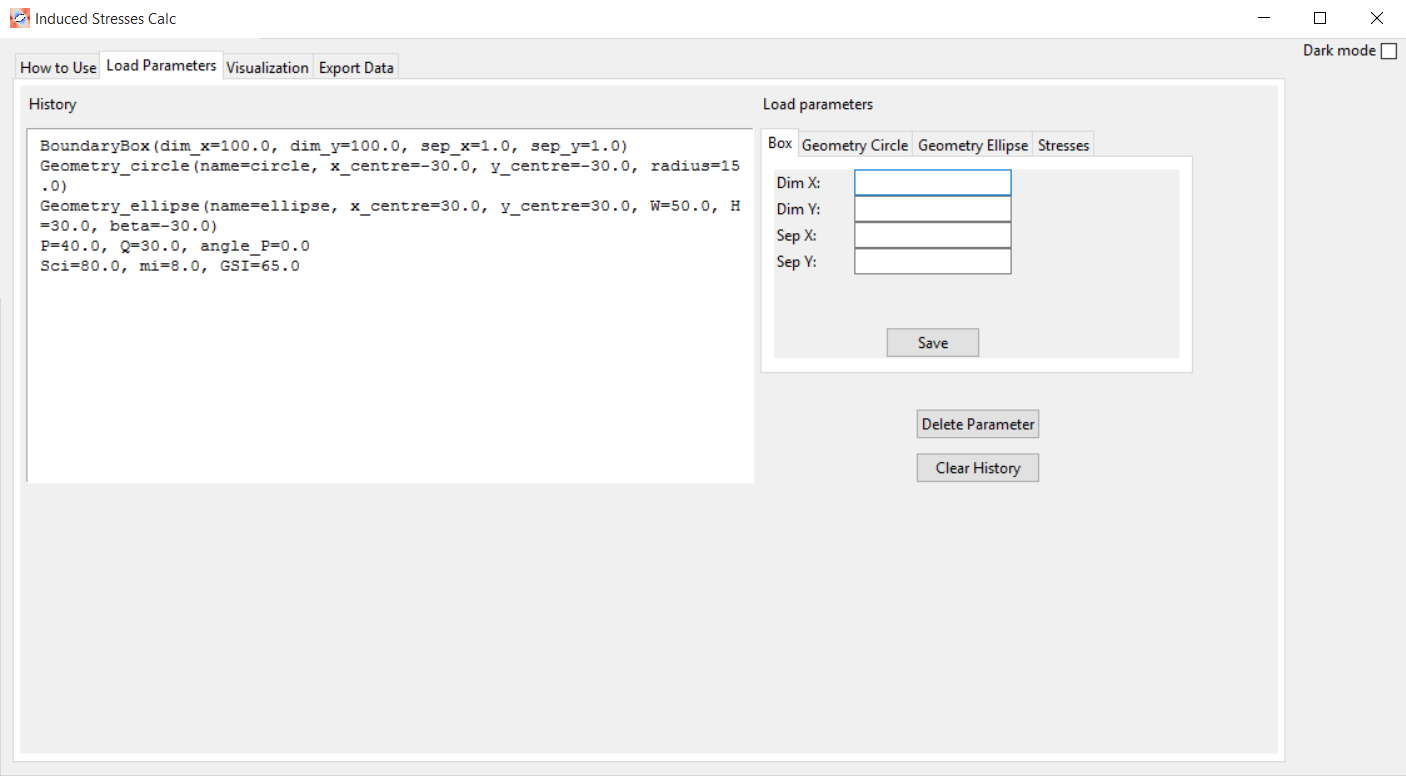 Induced Stresses Calc
Dark mode
How to Use Load Parameters Visualization Export Data
History
BoundaryBox(dim_x=100.0, dim_y=100.0, sep_x=1.0, sep_y=1.0)
Geometry_circle(name=circle, x_centre=-30.0, y_centre=-30.0, radius=15
.0)
Geometry_ellipse(name=ellipse, x_centre=30.0, y_centre=30.0, W=50.0, H
=30.0, beta=-30.0)
P=40.0, Q=30.0, angle_P=0.0
Sci=80.0, mi=8.0, GSI=65.0
Load parameters
Box Geometry Circle Geometry Ellipse Stresses
Dim X:
Dim Y:
Sep X:
Sep Y:
Save
Delete Parameter
Clear History